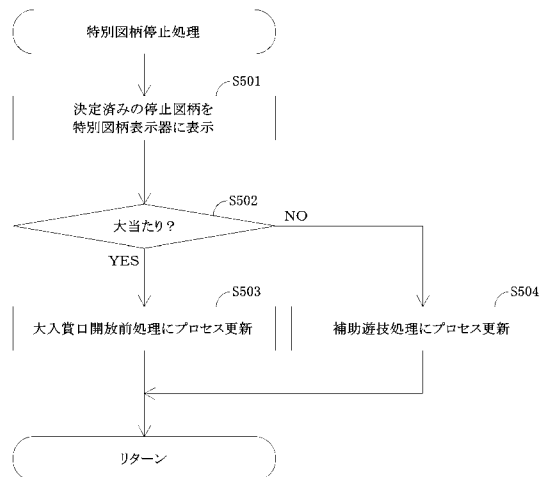 特別図柄停止処理
S501
決定済みの停止図柄を
特別図柄表示器に表示
S502
大当たり？
NO
YES
S503
大入賞口開放前処理にプロセス更新
S504
補助遊技処理にプロセス更新
リターン